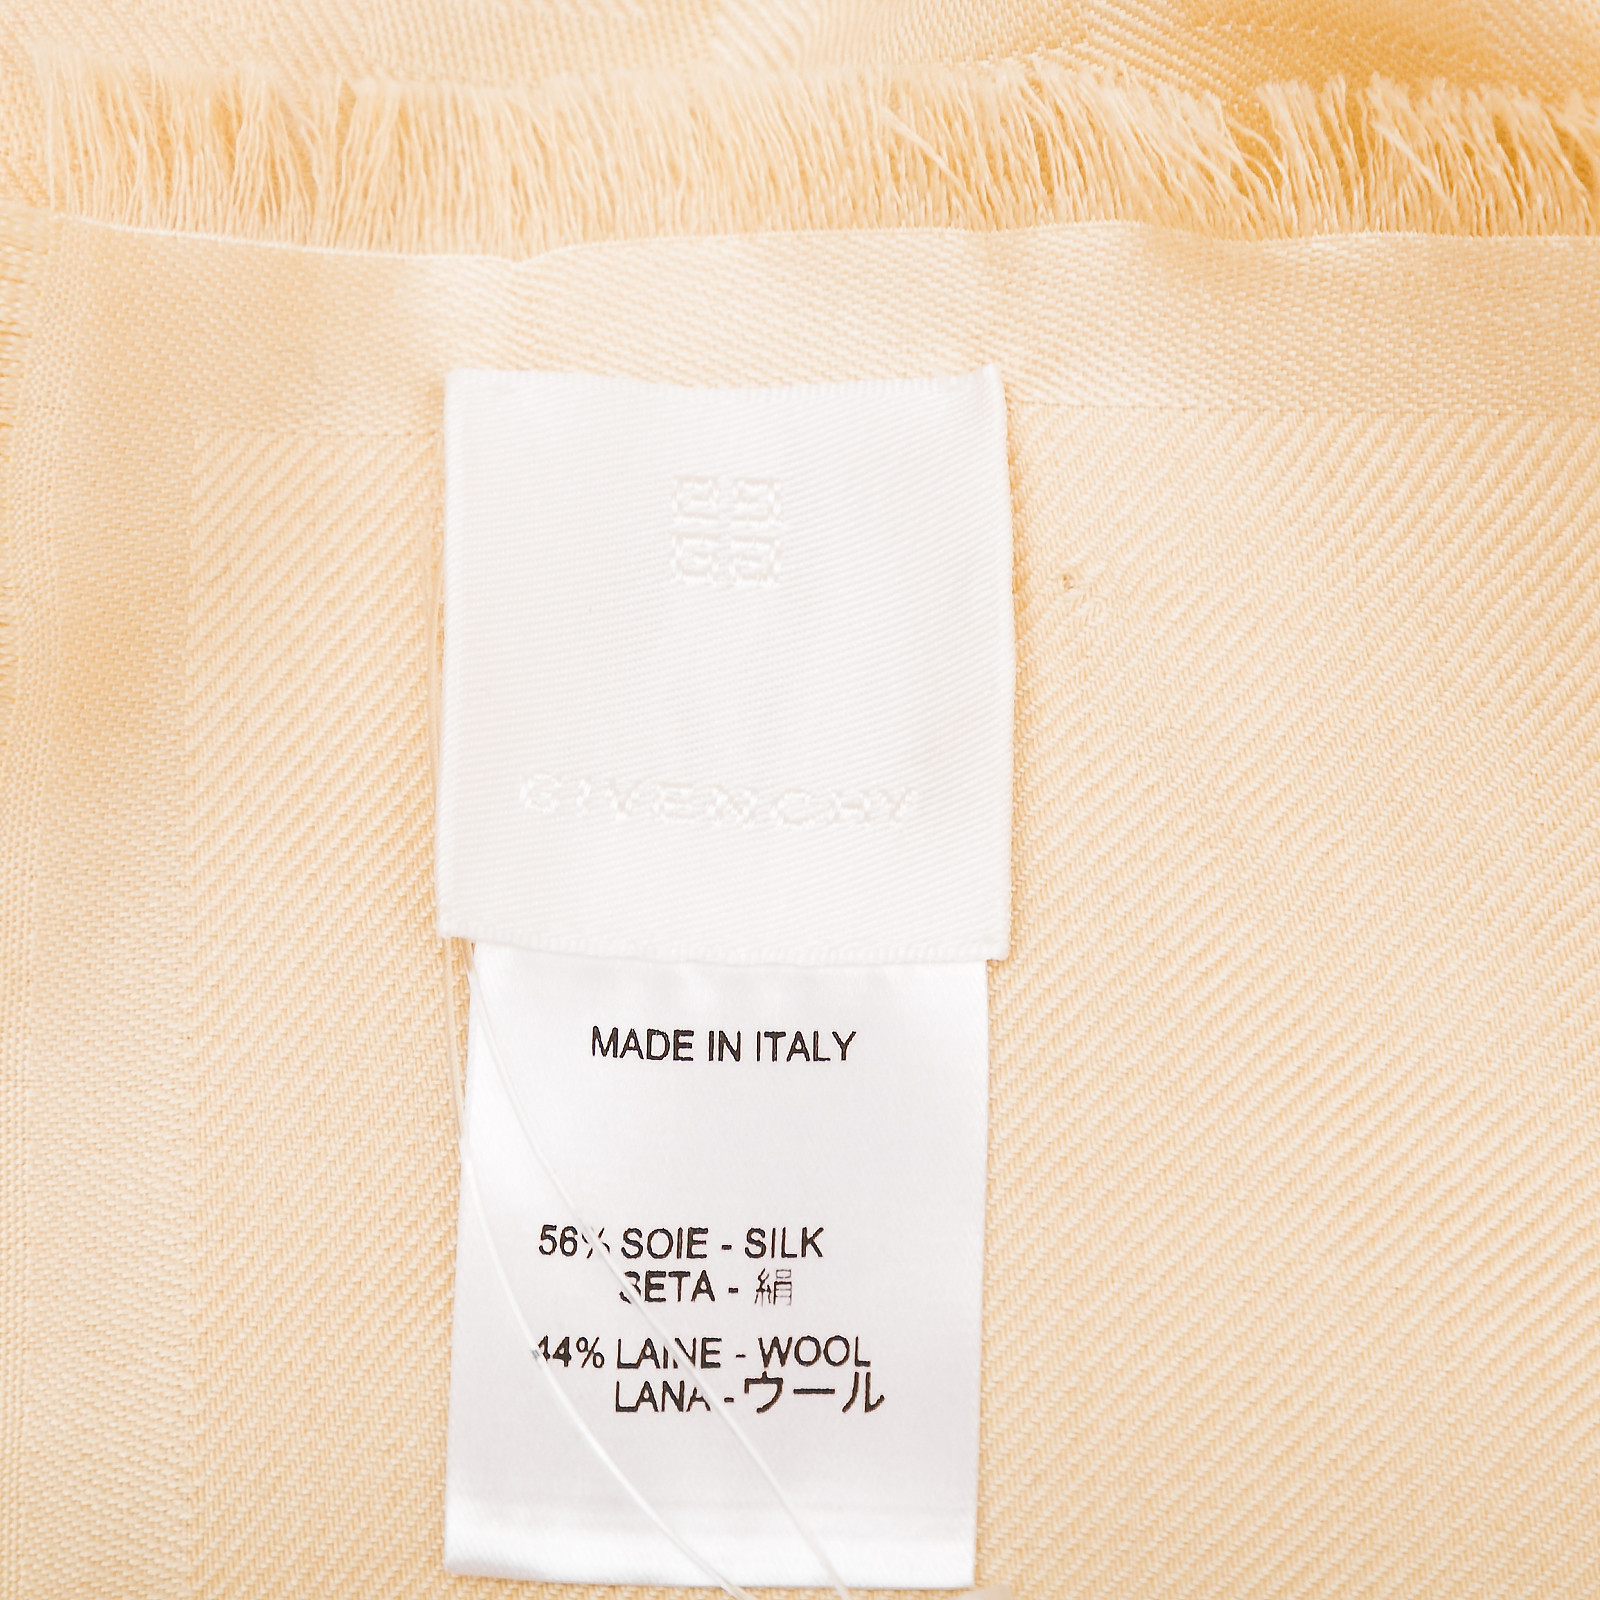 GIVENCHY
MADE IN ITALY
56% SOIE - SILK
SETA - 絹
44% LAINE - WOOL
LANA - ウール